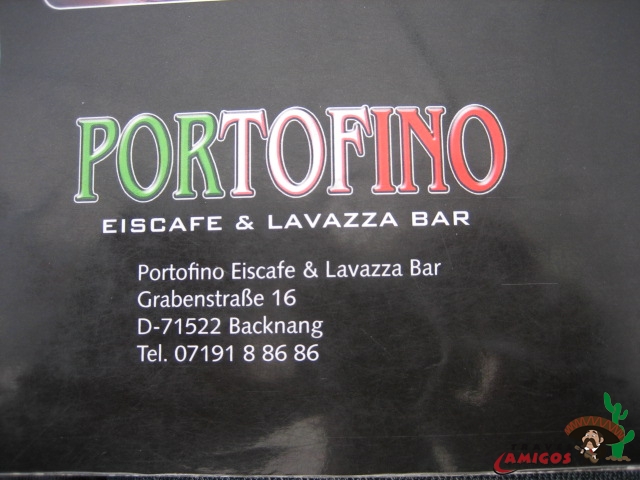 PORTOFINO
EISCAFE & LAVAZZA BAR
Portofino Eiscafe & Lavazza Bar
Grabenstraße 16
D-71522 Backnang
Tel. 07191 8 86 86
AMIGOS